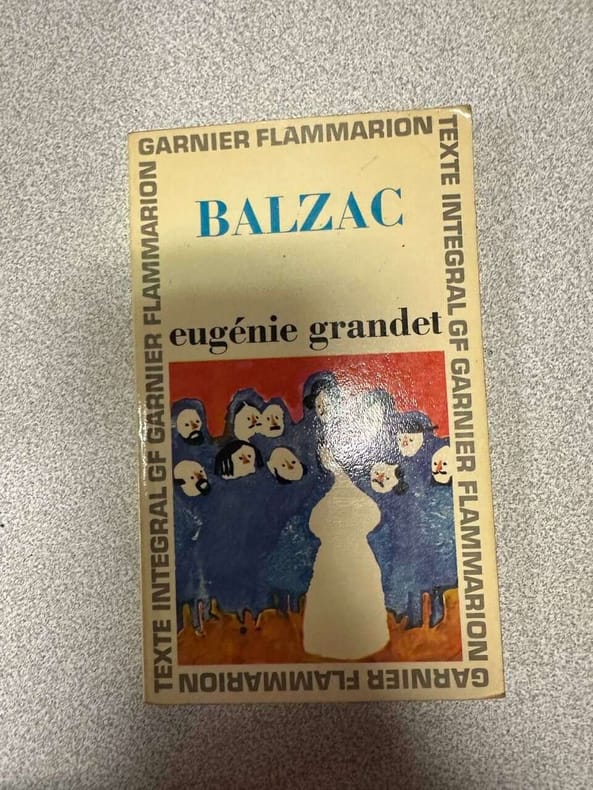 GARNIER FLAMMARION
TEXTE INTEGRAL GF GARNIER FLAMMARION
BALZAC
eugénie grandet
TEXTE INTEGRAL GF GARNIER FLAMMARION
GARNIER FLAMMARION